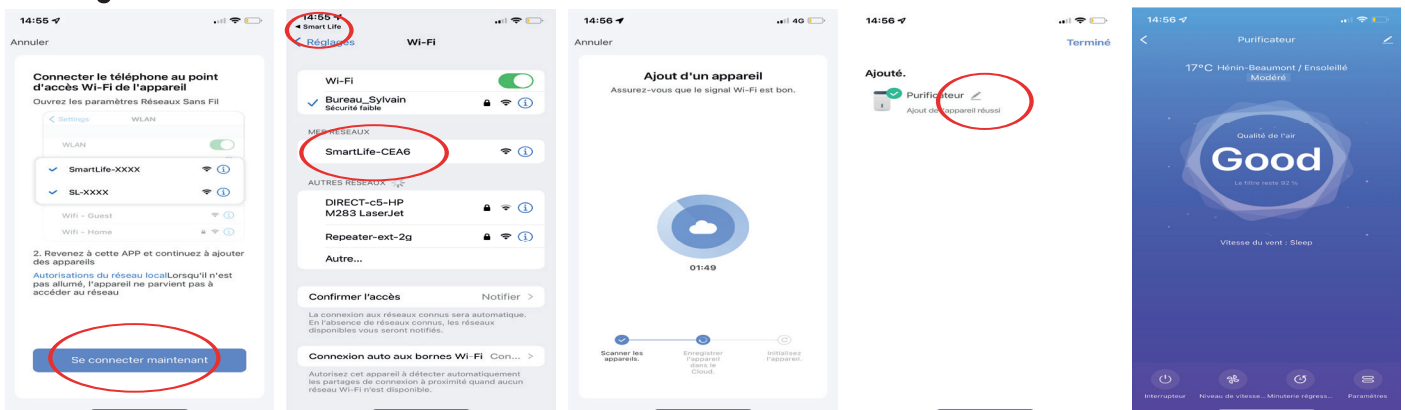 14:55
Annuler
Connecter le téléphone au point
d'accès Wi-Fi de l'appareil
Ouvrez les paramètres Réseaux Sans Fil
Settings
WLAN
WLAN
SmartLife-XXXX
SL-XXXX
Wifi - Guest
Wifi - Home
2. Revenez à cette APP et continuez à ajouter
des appareils
Autorisations du réseau localLorsqu'il n'est
pas allumé, l'appareil ne parvient pas à
accéder au réseau
Se connecter maintenant
14:55
Smart Life
Réglages
Wi-Fi
Wi-Fi
Bureau_Sylvain
Sécurité faible
MES RÉSEAUX
SmartLife-CEA6
AUTRES RÉSEAUX
DIRECT-c5-HP
M283 LaserJet
Repeater-ext-2g
Autre...
Confirmer l'accès
Notifier >
La connexion aux réseaux connus sera automatique.
En l'absence de réseaux connus, les réseaux
disponibles vous seront notifiés.
Connexion auto aux bornes Wi-Fi Con... >
Autorisez cet appareil à détecter automatiquement
les partages de connexion à proximité quand aucun
réseau Wi-Fi n'est disponible.
14:56
4G
Annuler
Ajout d'un appareil
Assurez-vous que le signal Wi-Fi est bon.
01:49
Scanner les
appareils.
Enregistrer
l'appareil
dans le
Cloud.
Initialisez
l'appareil.
14:56
Terminé
Ajouté.
Purificateur
Ajout de l'appareil réussi
14:56
Purificateur
17°C Hénin-Beaumont / Ensoleillé
Modéré
Qualité de l'air
Good
Le filtre reste 92 %
Vitesse du vent : Sleep
Interrupteur
Niveau de vitesse...
Minuterie régress...
Paramètres